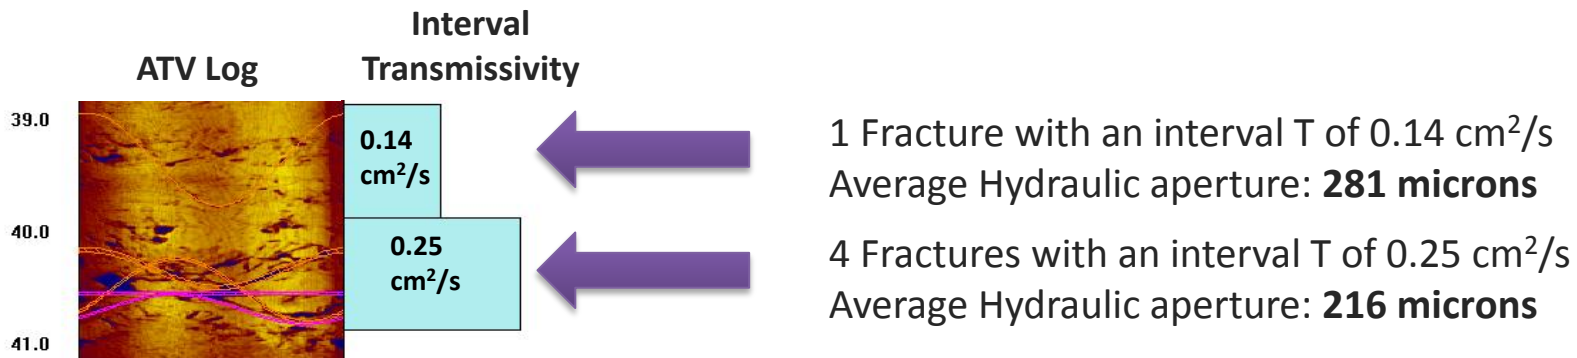 Interval
Transmissivity
ATV Log
39.0
40.0
41.0
0.14
cm²/s
0.25
cm²/s
1 Fracture with an interval T of 0.14 cm²/s
Average Hydraulic aperture: 281 microns
4 Fractures with an interval T of 0.25 cm²/s
Average Hydraulic aperture: 216 microns